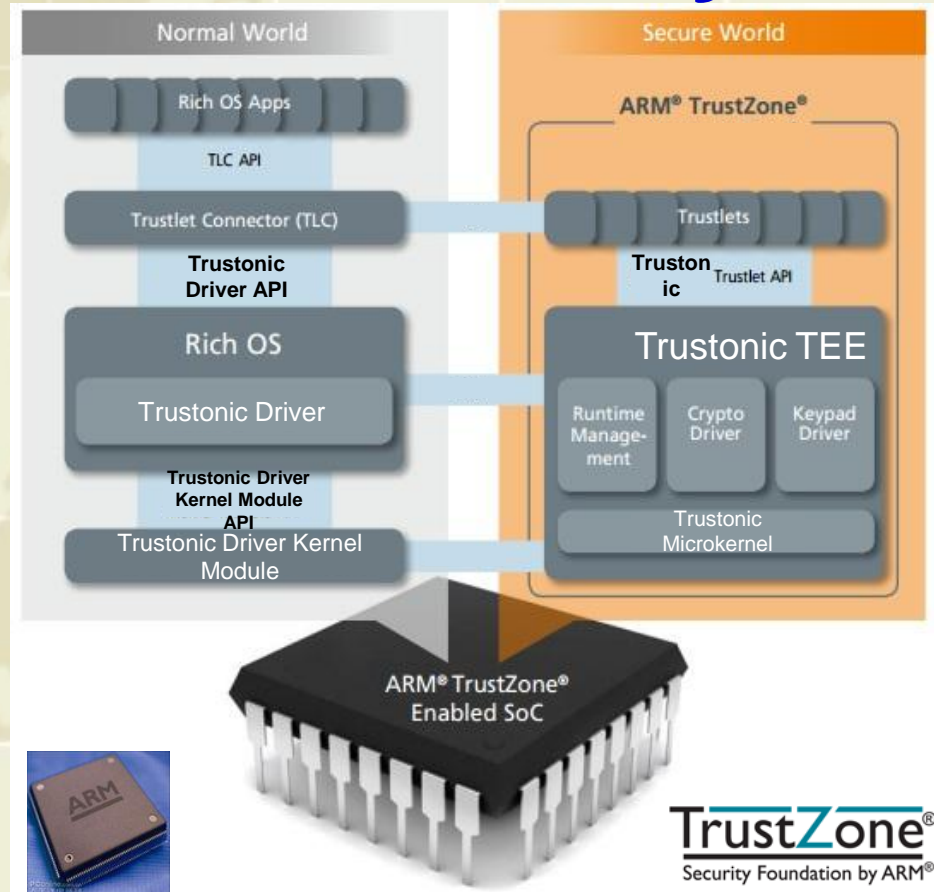 Normal World
Secure World
Rich OS Apps
TLC API
Trustlet Connector (TLC)
Trustonic
Driver API
Rich OS
Trustonic Driver
Trustonic Driver
Kernel Module
API
Trustonic Driver Kernel
Module
ARM® TrustZone®
Trustlets
Truston
ic
Trustlet API
Trustonic TEE
Runtime
Manage-
ment
Crypto
Driver
Keypad
Driver
Trustonic
Microkernel
ARM® TrustZone®
Enabled SoC
ARM
TrustZone®
Security Foundation by ARM®